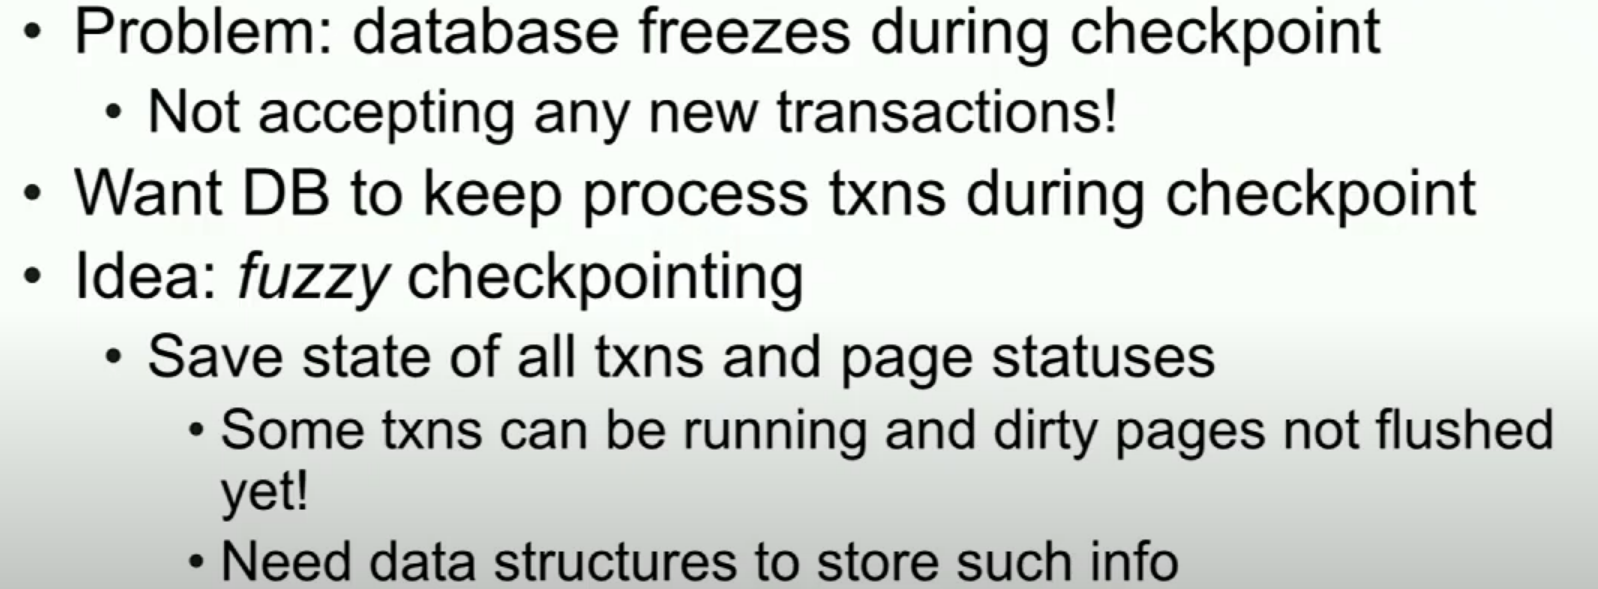 • Problem: database freezes during checkpoint
• Not accepting any new transactions!
• Want DB to keep process txns during checkpoint
• Idea: fuzzy checkpointing
• Save state of all txns and page statuses
• Some txns can be running and dirty pages not flushed
yet!
• Need data structures to store such info